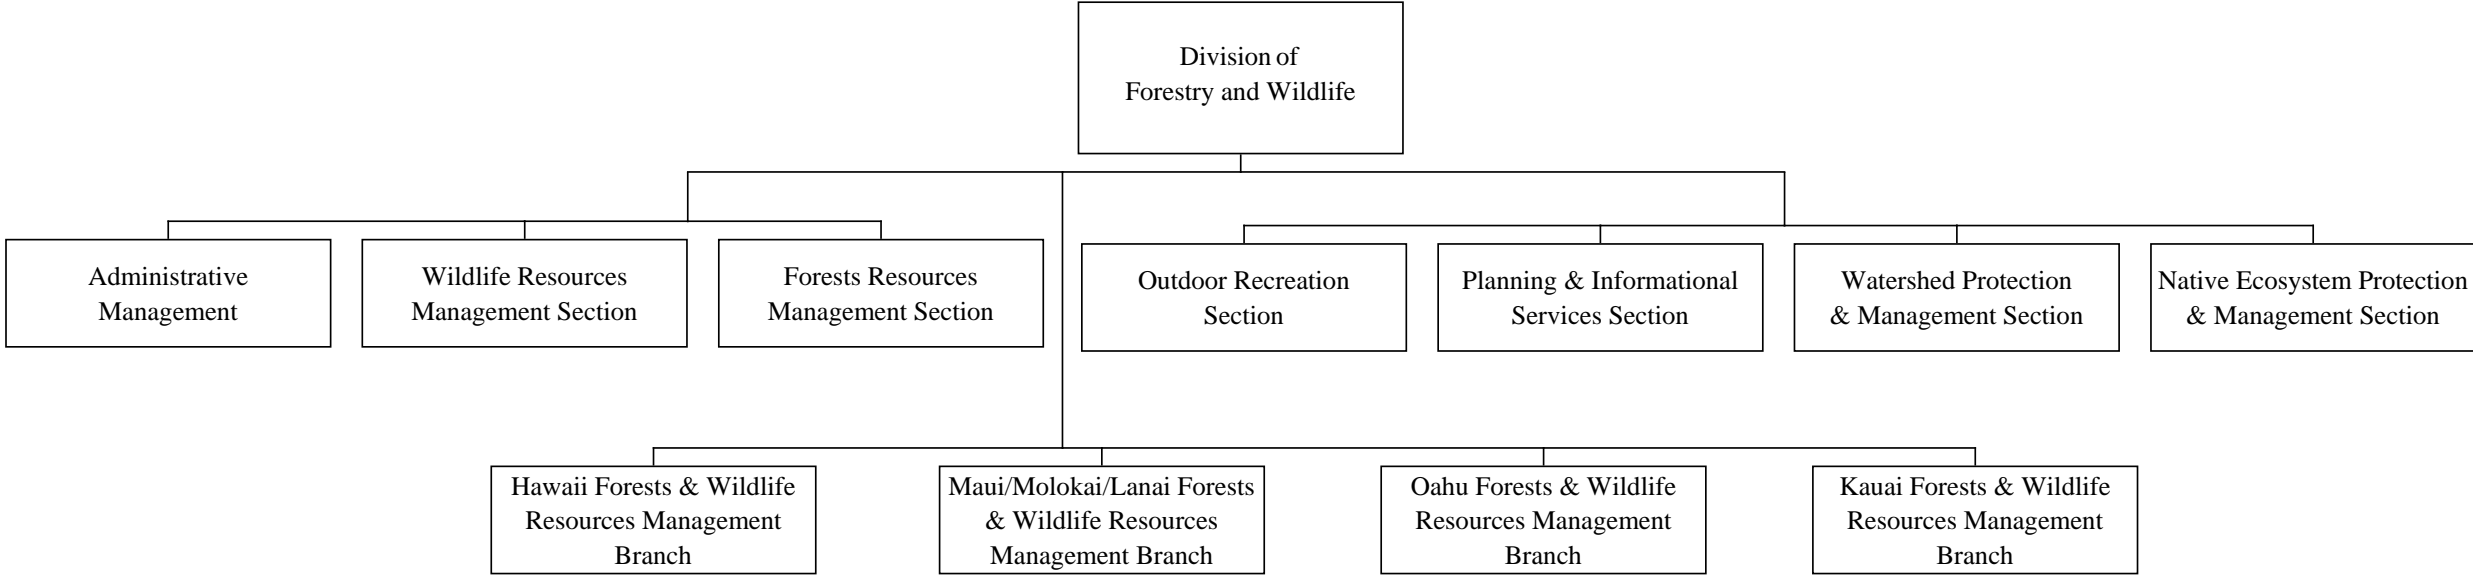 Division of
Forestry and Wildlife
Administrative
Management
Wildlife Resources
Management Section
Forests Resources
Management Section
Outdoor Recreation
Section
Planning & Informational
Services Section
Watershed Protection
& Management Section
Native Ecosystem Protection
& Management Section
Hawaii Forests & Wildlife
Resources Management
Branch
Maui/Molokai/Lanai Forests
& Wildlife Resources
Management Branch
Oahu Forests & Wildlife
Resources Management
Branch
Kauai Forests & Wildlife
Resources Management
Branch